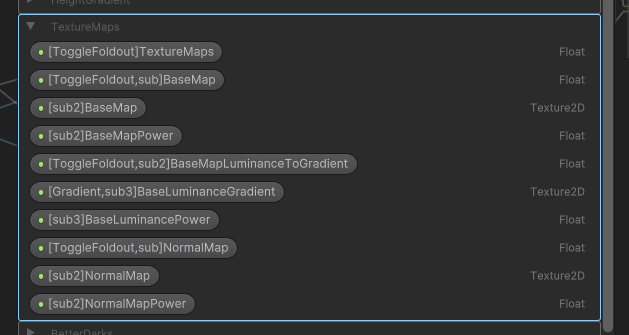 HeightGradient
TextureMaps
[ToggleFoldout]TextureMaps Float
[ToggleFoldout,sub]BaseMap Float
[sub2]BaseMap Texture2D
[sub2]BaseMapPower Float
[ToggleFoldout,sub2]BaseMapLuminanceToGradient Float
[Gradient,sub3]BaseLuminanceGradient Texture2D
[sub3]BaseLuminancePower Float
[ToggleFoldout,sub]NormalMap Float
[sub2]NormalMap Texture2D
[sub2]NormalMapPower Float
BetterDarks